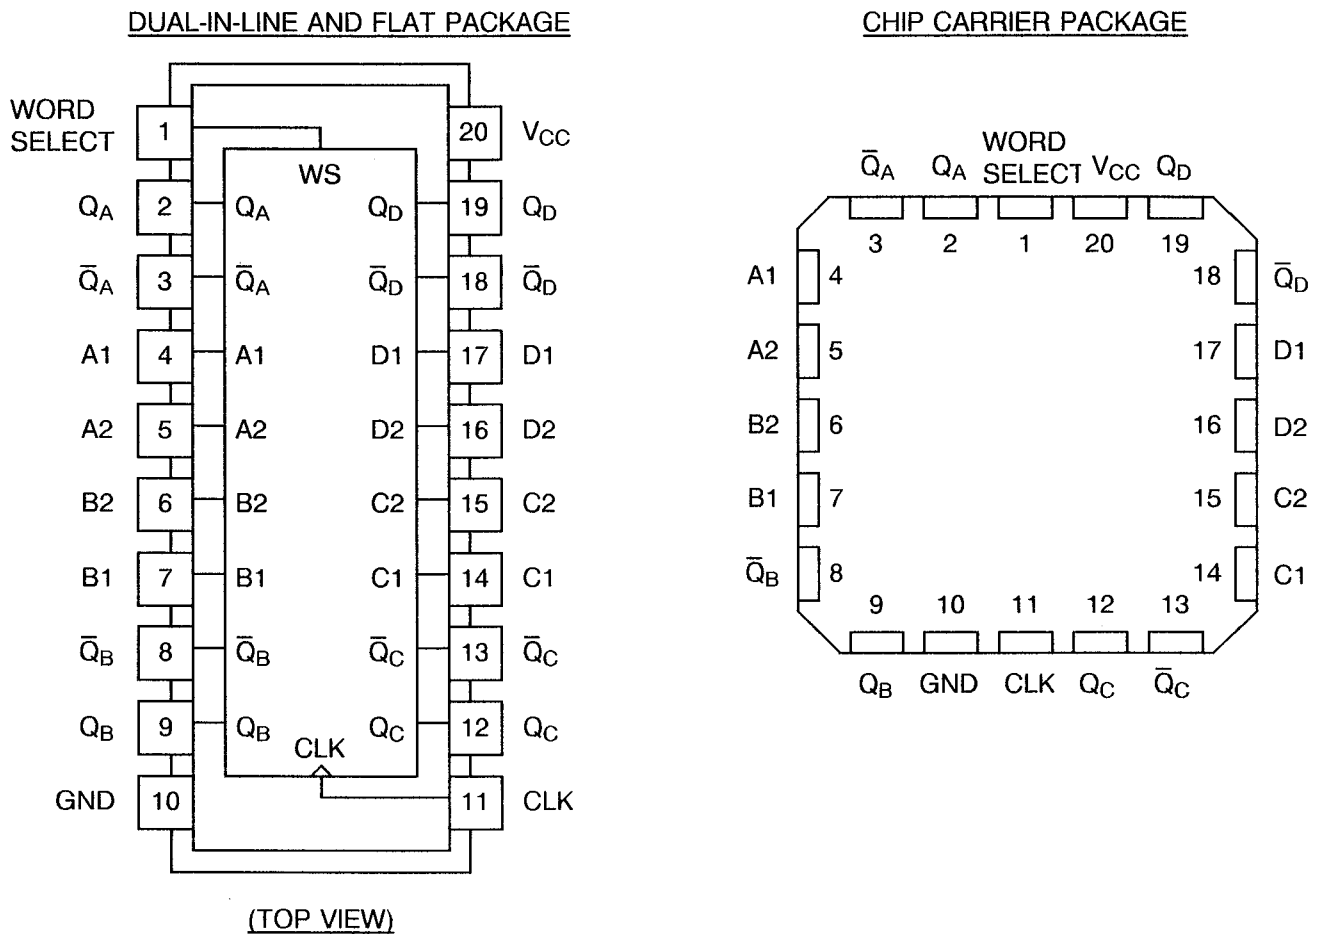 DUAL-IN-LINE AND FLAT PACKAGE
WORD
SELECT 1 20 VCC
WS
QA 2 QA QD 19 QD
Q̅A 3 Q̅A Q̅D 18 Q̅D
A1 4 A1 D1 17 D1
A2 5 A2 D2 16 D2
B2 6 B2 C2 15 C2
B1 7 B1 C1 14 C1
Q̅B 8 Q̅B Q̅C 13 Q̅C
QB 9 QB QC 12 QC
CLK
GND 10 11 CLK
(TOP VIEW)
CHIP CARRIER PACKAGE
WORD
Q̅A QA SELECT VCC QD
3 2 1 20 19
A1 4 18 Q̅D
A2 5 17 D1
B2 6 16 D2
B1 7 15 C2
Q̅B 8 14 C1
9 10 11 12 13
QB GND CLK QC Q̅C